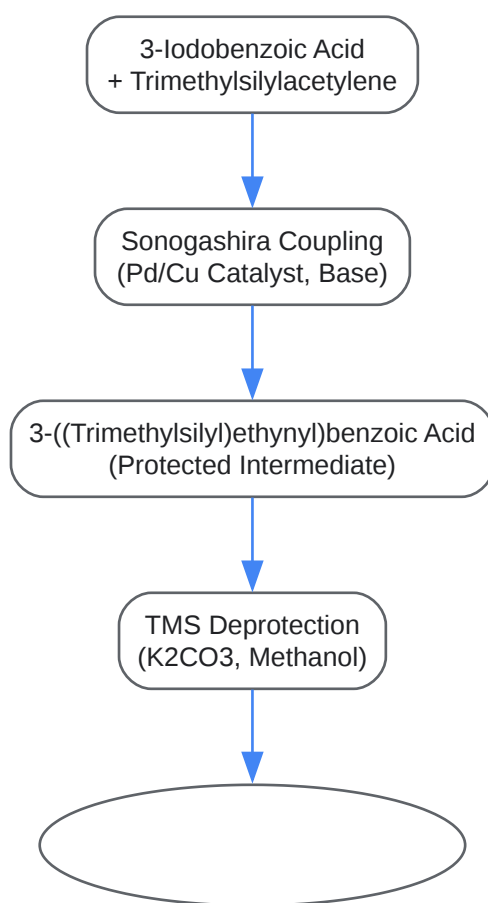 3-Iodobenzoic Acid
+ Trimethylsilylacetylene
Sonogashira Coupling
(Pd/Cu Catalyst, Base)
3-((Trimethylsilyl)ethynyl)benzoic Acid
(Protected Intermediate)
TMS Deprotection
(K2CO3, Methanol)